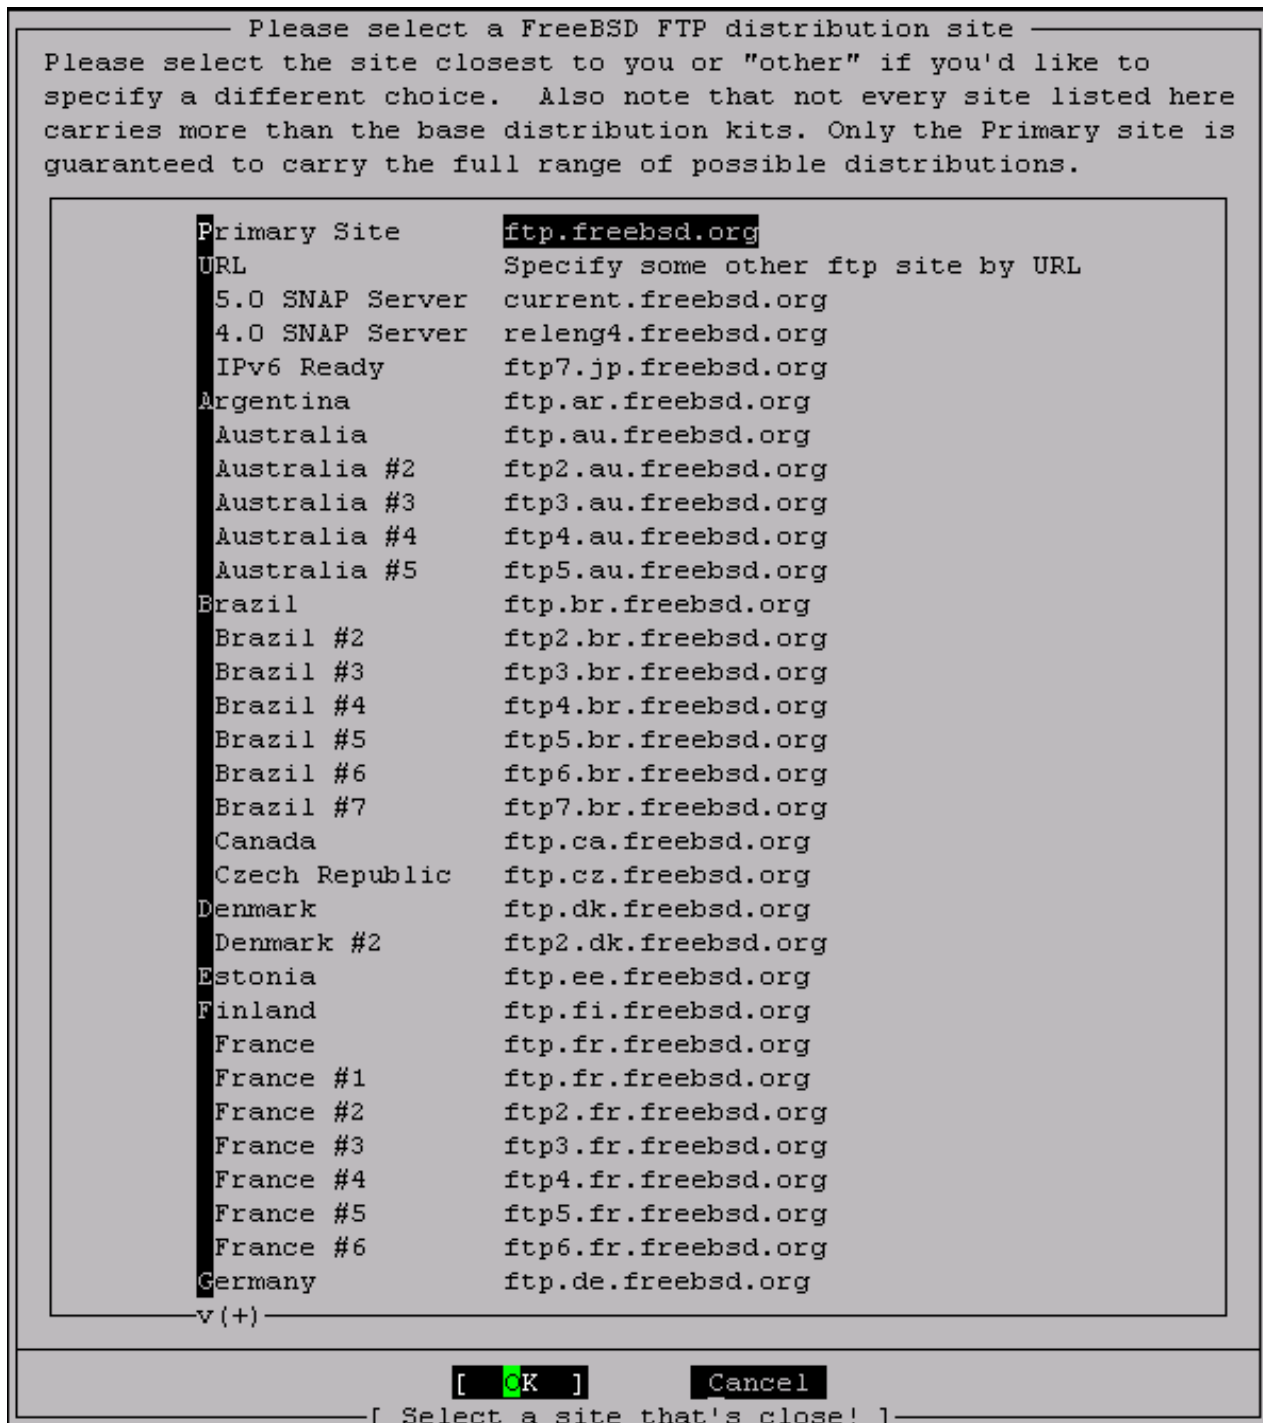 Please select a FreeBSD FTP distribution site
Please select the site closest to you or "other" if you'd like to
specify a different choice.  Also note that not every site listed here
carries more than the base distribution kits. Only the Primary site is
guaranteed to carry the full range of possible distributions.
Primary Site ftp.freebsd.org
URL Specify some other ftp site by URL
5.0 SNAP Server current.freebsd.org
4.0 SNAP Server releng4.freebsd.org
IPv6 Ready ftp7.jp.freebsd.org
Argentina ftp.ar.freebsd.org
Australia ftp.au.freebsd.org
Australia #2 ftp2.au.freebsd.org
Australia #3 ftp3.au.freebsd.org
Australia #4 ftp4.au.freebsd.org
Australia #5 ftp5.au.freebsd.org
Brazil ftp.br.freebsd.org
Brazil #2 ftp2.br.freebsd.org
Brazil #3 ftp3.br.freebsd.org
Brazil #4 ftp4.br.freebsd.org
Brazil #5 ftp5.br.freebsd.org
Brazil #6 ftp6.br.freebsd.org
Brazil #7 ftp7.br.freebsd.org
Canada ftp.ca.freebsd.org
Czech Republic ftp.cz.freebsd.org
Denmark ftp.dk.freebsd.org
Denmark #2 ftp2.dk.freebsd.org
Estonia ftp.ee.freebsd.org
Finland ftp.fi.freebsd.org
France ftp.fr.freebsd.org
France #1 ftp.fr.freebsd.org
France #2 ftp2.fr.freebsd.org
France #3 ftp3.fr.freebsd.org
France #4 ftp4.fr.freebsd.org
France #5 ftp5.fr.freebsd.org
France #6 ftp6.fr.freebsd.org
Germany ftp.de.freebsd.org
v(+)
[ OK ] Cancel
[ Select a site that's close! ]